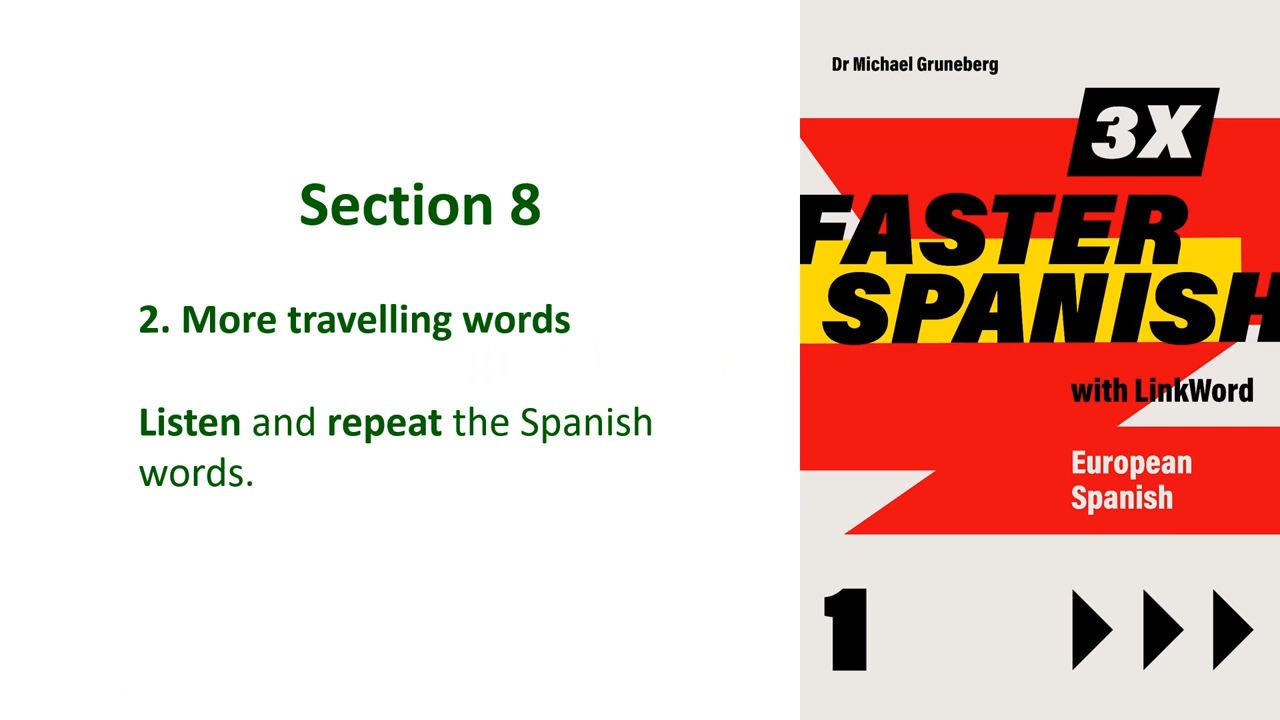 Section 8
2. More travelling words
Listen and repeat the Spanish
words.
Dr Michael Gruneberg
3X
FASTER
SPANISH
with LinkWord
European
Spanish
1